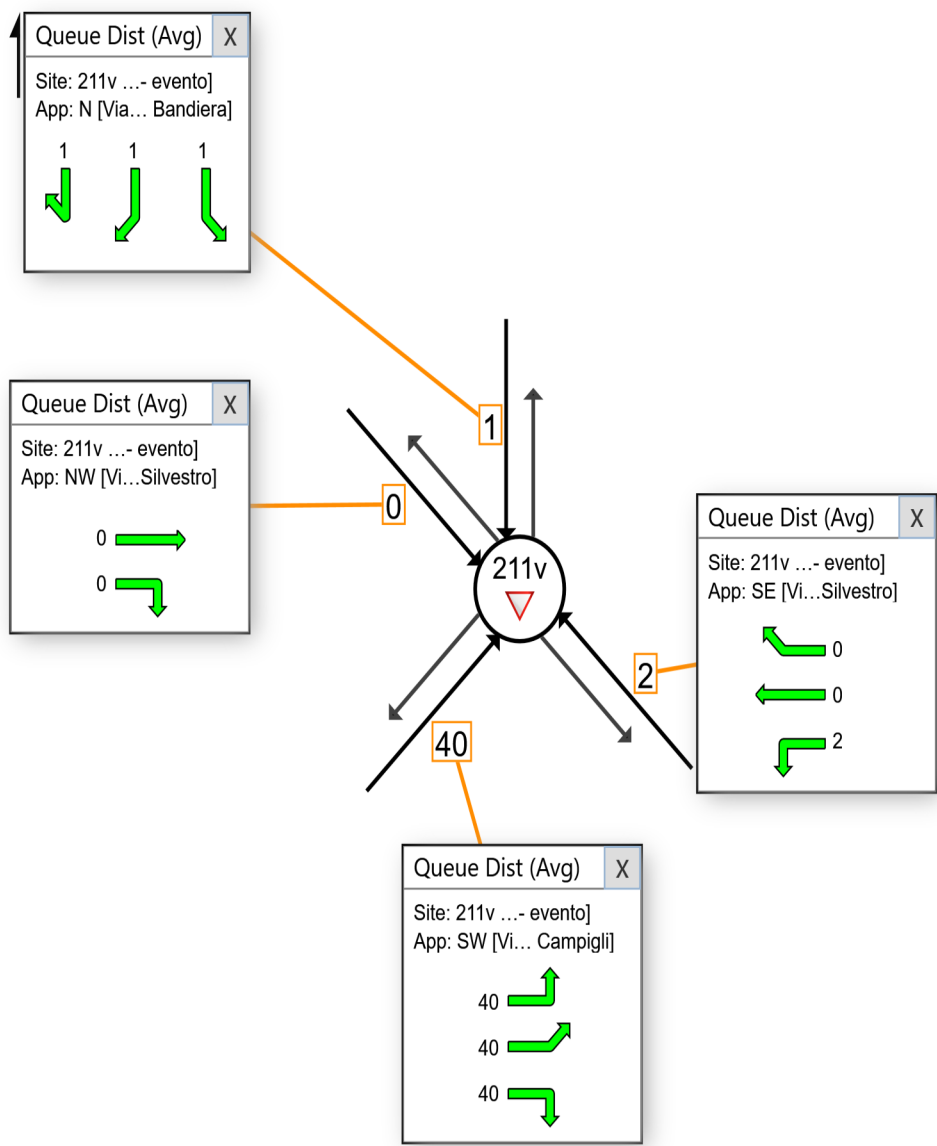 Queue Dist (Avg) X
Site: 211v ...- evento]
App: N [Via... Bandiera]
1 1 1
Queue Dist (Avg) X
Site: 211v ...- evento]
App: NW [Vi...Silvestro]
0
0
1
0
211v
2
40
Queue Dist (Avg) X
Site: 211v ...- evento]
App: SE [Vi...Silvestro]
0
0
2
Queue Dist (Avg) X
Site: 211v ...- evento]
App: SW [Vi... Campigli]
40
40
40